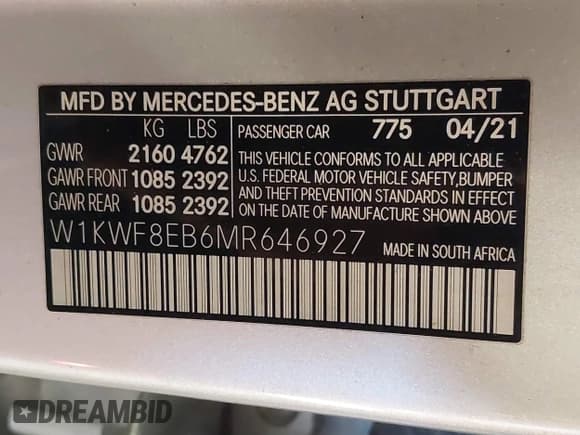 MFD BY MERCEDES-BENZ AG STUTTGART
KG LBS PASSENGER CAR 775 04/21
GVWR 2160 4762
GAWR FRONT 1085 2392
GAWR REAR 1085 2392
THIS VEHICLE CONFORMS TO ALL APPLICABLE
U.S. FEDERAL MOTOR VEHICLE SAFETY, BUMPER
AND THEFT PREVENTION STANDARDS IN EFFECT
ON THE DATE OF MANUFACTURE SHOWN ABOVE
W1KWF8EB6MR646927 MADE IN SOUTH AFRICA
DREAMBID